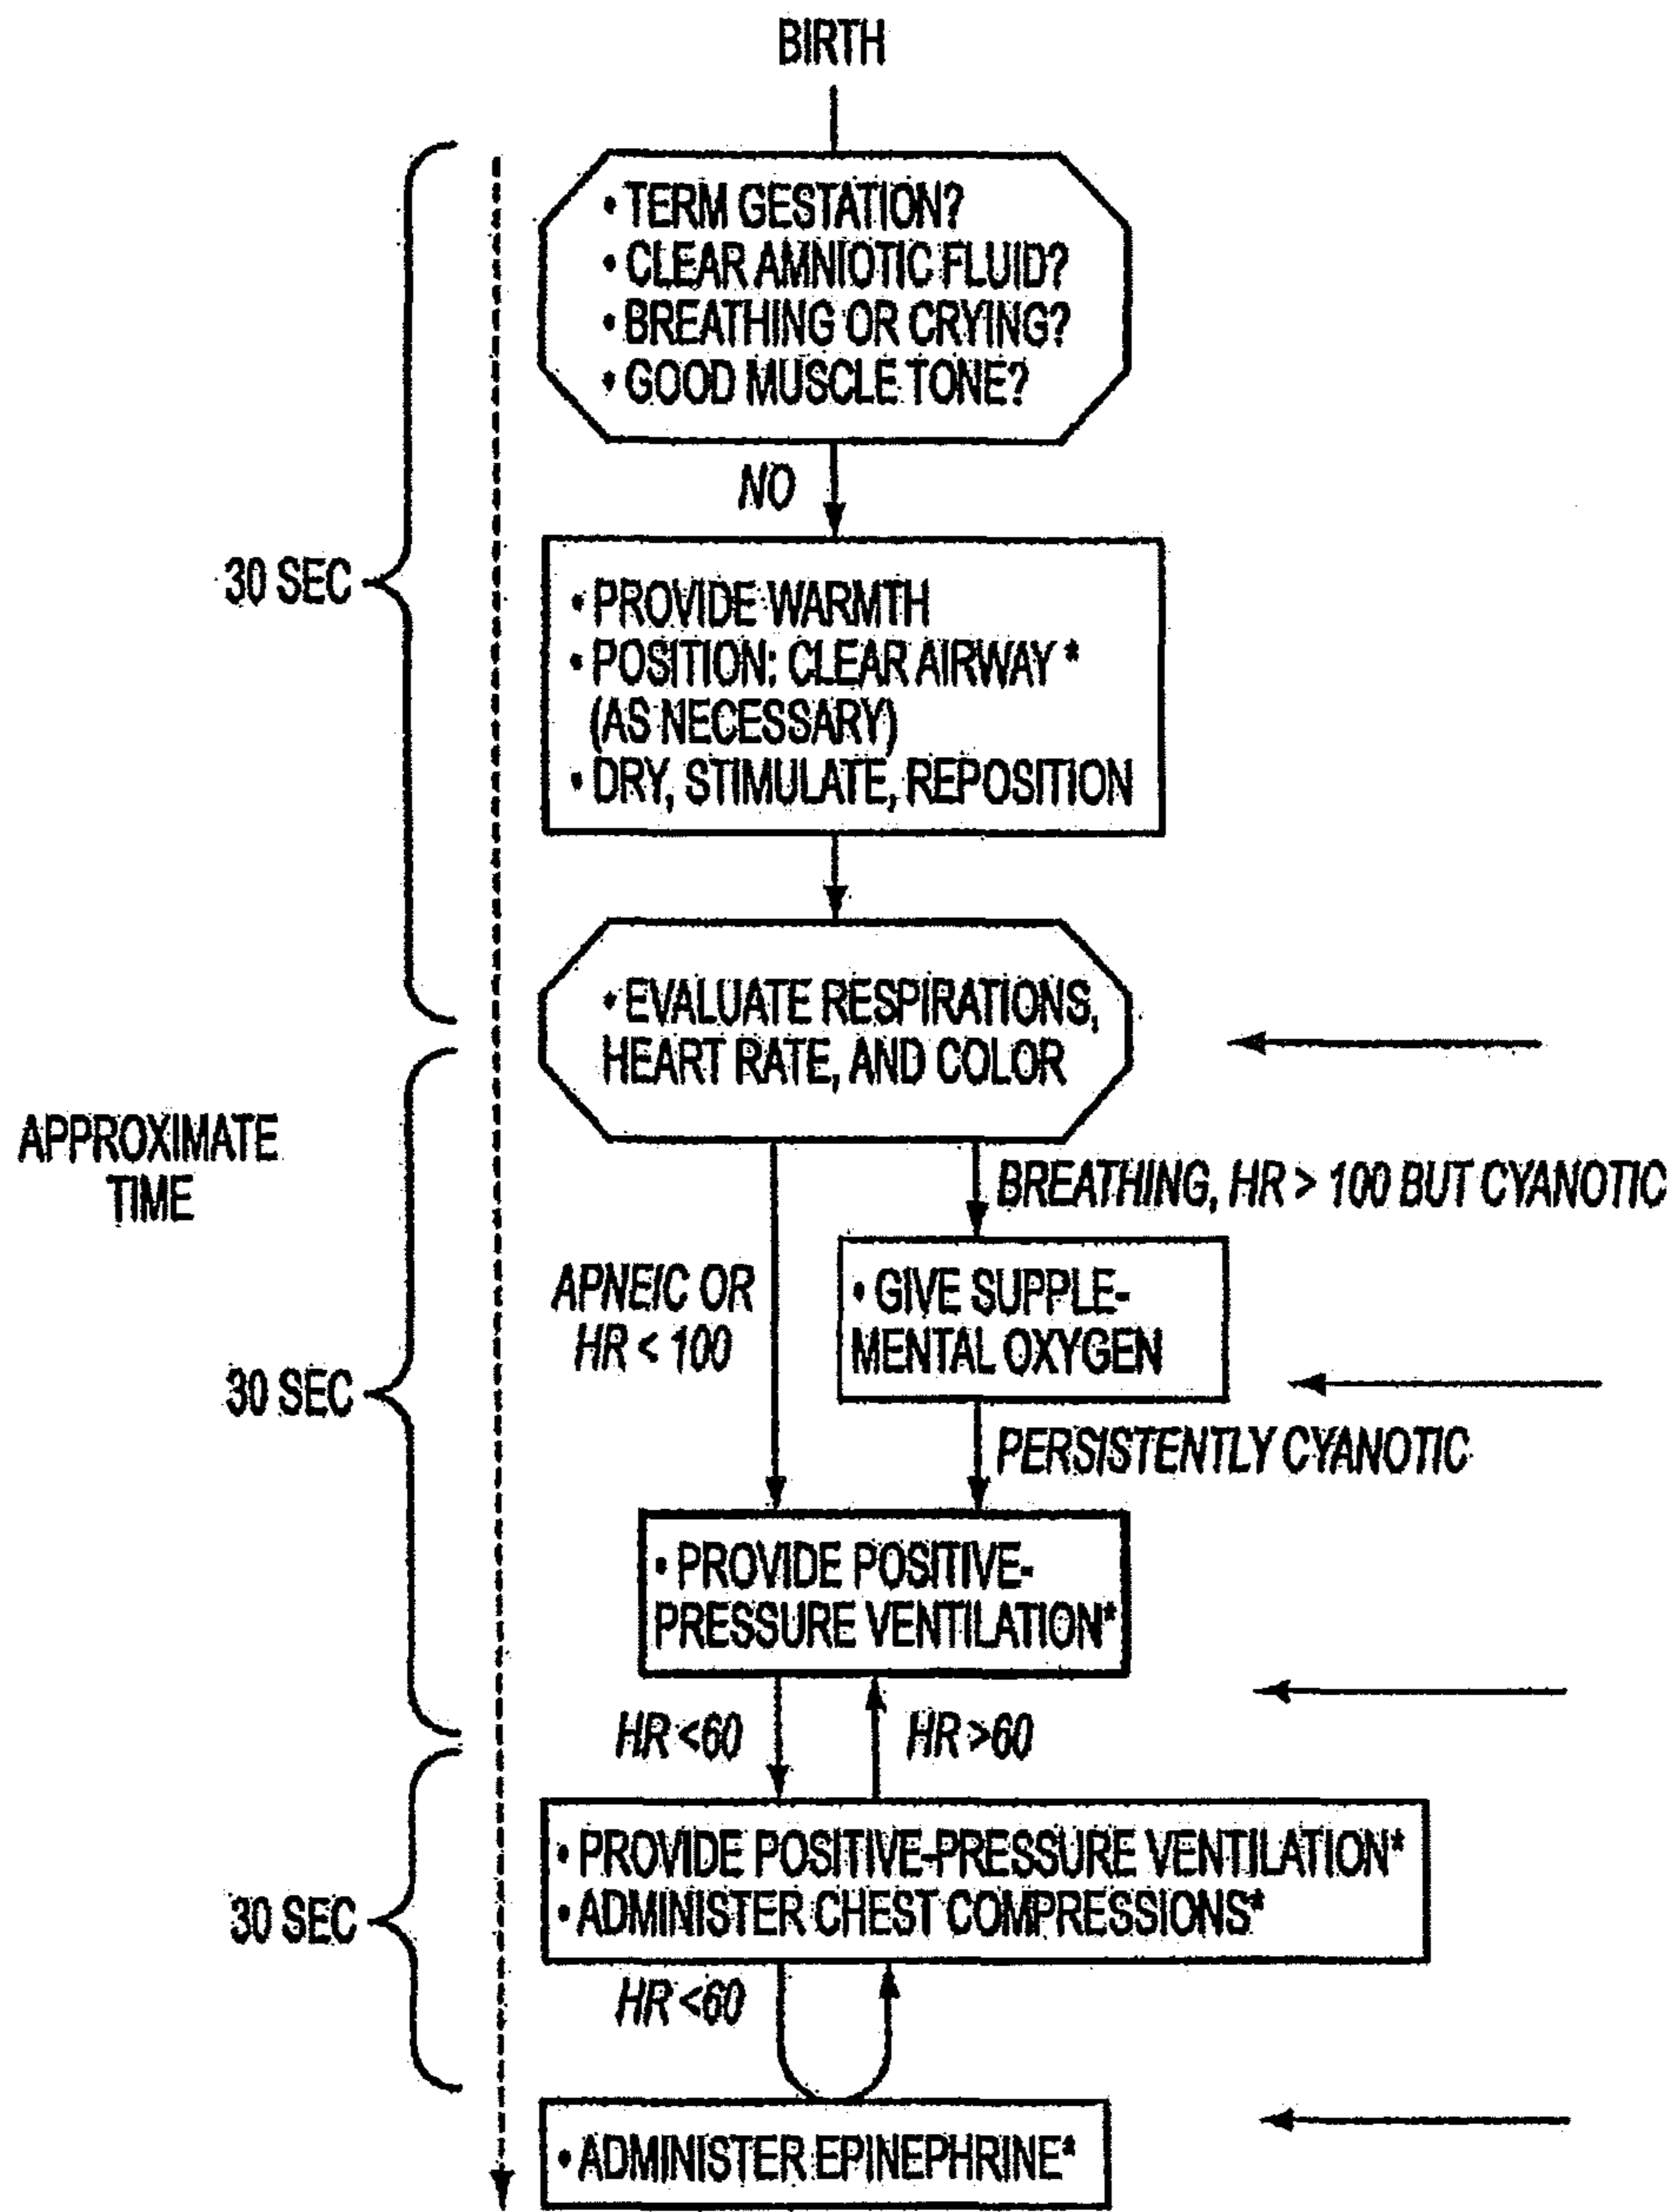 BIRTH
• TERM GESTATION?
• CLEAR AMNIOTIC FLUID?
• BREATHING OR CRYING?
• GOOD MUSCLE TONE?
NO
30 SEC
• PROVIDE WARMTH
• POSITION: CLEAR AIRWAY *
(AS NECESSARY)
• DRY, STIMULATE, REPOSITION
• EVALUATE RESPIRATIONS,
HEART RATE, AND COLOR
APPROXIMATE
TIME
BREATHING, HR > 100 BUT CYANOTIC
APNEIC OR
HR < 100
• GIVE SUPPLE-
MENTAL OXYGEN
30 SEC
PERSISTENTLY CYANOTIC
• PROVIDE POSITIVE-
PRESSURE VENTILATION*
HR <60
HR >60
• PROVIDE POSITIVE-PRESSURE VENTILATION*
• ADMINISTER CHEST COMPRESSIONS*
30 SEC
HR <60
• ADMINISTER EPINEPHRINE*